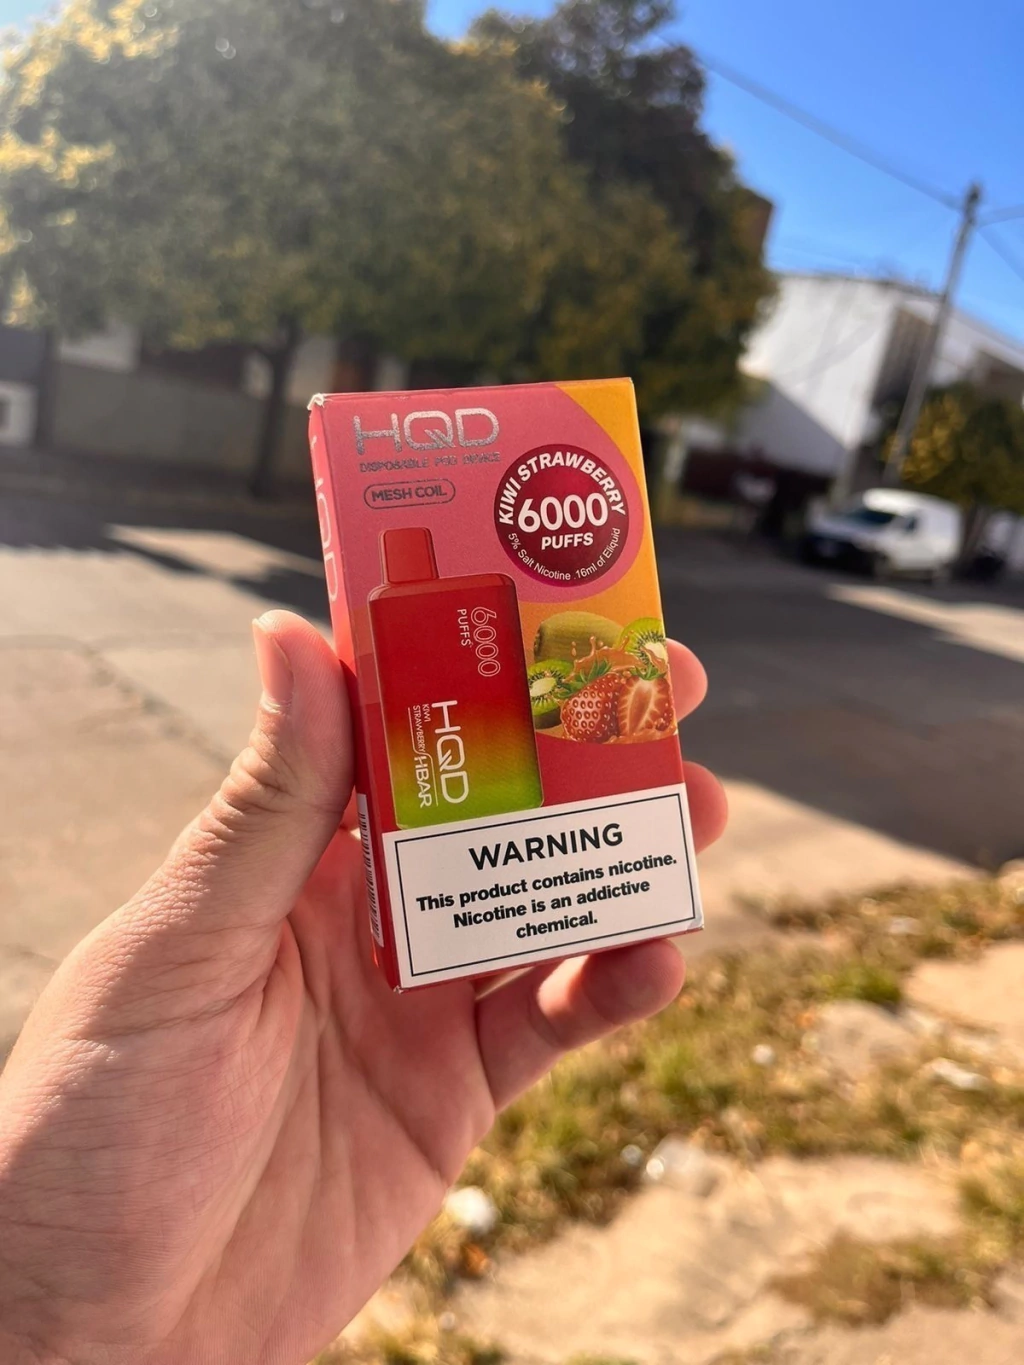 HQD
DISPOSABLE POD DEVICE
MESH COIL
KIWI STRAWBERRY
6000
PUFFS
5% Salt Nicotine .16ml of Eliquid
6000
PUFFS
HQD
KIWI
STRAWBERRY
HBAR
HQD
WARNING
This product contains nicotine.
Nicotine is an addictive
chemical.